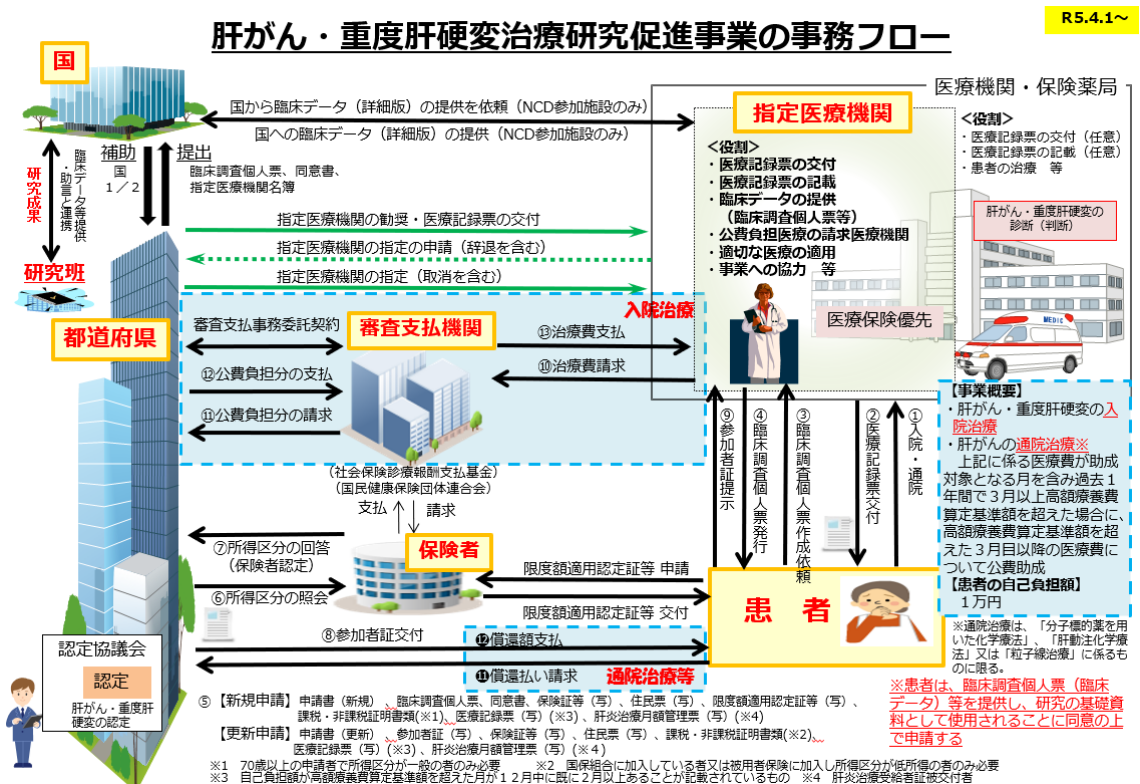 R5.4.1～
肝がん・重度肝硬変治療研究促進事業の事務フロー
国
医療機関・保険薬局
国から臨床データ（詳細版）の提供を依頼（NCD参加施設のみ）
国への臨床データ（詳細版）の提供（NCD参加施設のみ）
指定医療機関
＜役割＞
・医療記録票の交付
・医療記録票の記載
・臨床データの提供
（臨床調査個人票等）
・公費負担医療の請求医療機関
・適切な医療の適用
・事業への協力　等
＜役割＞
・医療記録票の交付（任意）
・医療記録票の記載（任意）
・患者の治療　等
肝がん・重度肝硬変の
診断（判断）
医療保険優先
MEDIC
研究成果
臨床データ等提供
・助言と連携
補助
国
１／２
提出
臨床調査個人票、同意書、
指定医療機関名簿
研究班
指定医療機関の勧奨・医療記録票の交付
指定医療機関の指定の申請（辞退を含む）
指定医療機関の指定（取消を含む）
都道府県
入院治療
審査支払事務委託契約
審査支払機関
⑬治療費支払
⑫公費負担分の支払
⑩治療費請求
⑪公費負担分の請求
（社会保険診療報酬支払基金）
（国民健康保険団体連合会）
支払
請求
⑨参加者証提示
④臨床調査個人票発行
③臨床調査個人票作成依頼
②医療記録票交付
①入院・通院
【事業概要】
・肝がん・重度肝硬変の入
院治療
・肝がんの通院治療※
上記に係る医療費が助成
対象となる月を含み過去１
年間で３月以上高額療養費
算定基準額を超えた場合に、
高額療養費算定基準額を超
えた３月目以降の医療費に
ついて公費助成
【患者の自己負担額】
１万円
⑦所得区分の回答
（保険者認定）
保険者
⑥所得区分の照会
限度額適用認定証等 申請
限度額適用認定証等 交付
患 者
※通院治療は、「分子標的薬を用
いた化学療法」、「肝動注化学療
法」又は「粒子線治療」に係るも
のに限る。
⑧参加者証交付
⓬償還額支払
⓫償還払い請求
通院治療等
認定協議会
認定
肝がん・重度肝
硬変の認定
※患者は、臨床調査個人票（臨床
データ）等を提供し、研究の基礎資
料として使用されることに同意の上
で申請する
⑤【新規申請】申請書（新規）、臨床調査個人票、同意書、保険証等（写）、住民票（写）、限度額適用認定証等（写）、
課税・非課税証明書類(※1)、医療記録票（写）(※3)、肝炎治療月額管理票（写）(※4)
【更新申請】申請書（更新）、参加者証（写）、保険証等（写）、住民票（写）、課税・非課税証明書類(※2)、
医療記録票（写）(※3)、肝炎治療月額管理票（写）(※４)
※1　70歳以上の申請者で所得区分が一般の者のみ必要　※2　国保組合に加入している者又は被用者保険に加入し所得区分が低所得の者のみ必要
※3　自己負担額が高額療養費算定基準額を超えた月が１２月中に既に２月以上あることが記載されているもの　※4　肝炎治療受給者証被交付者